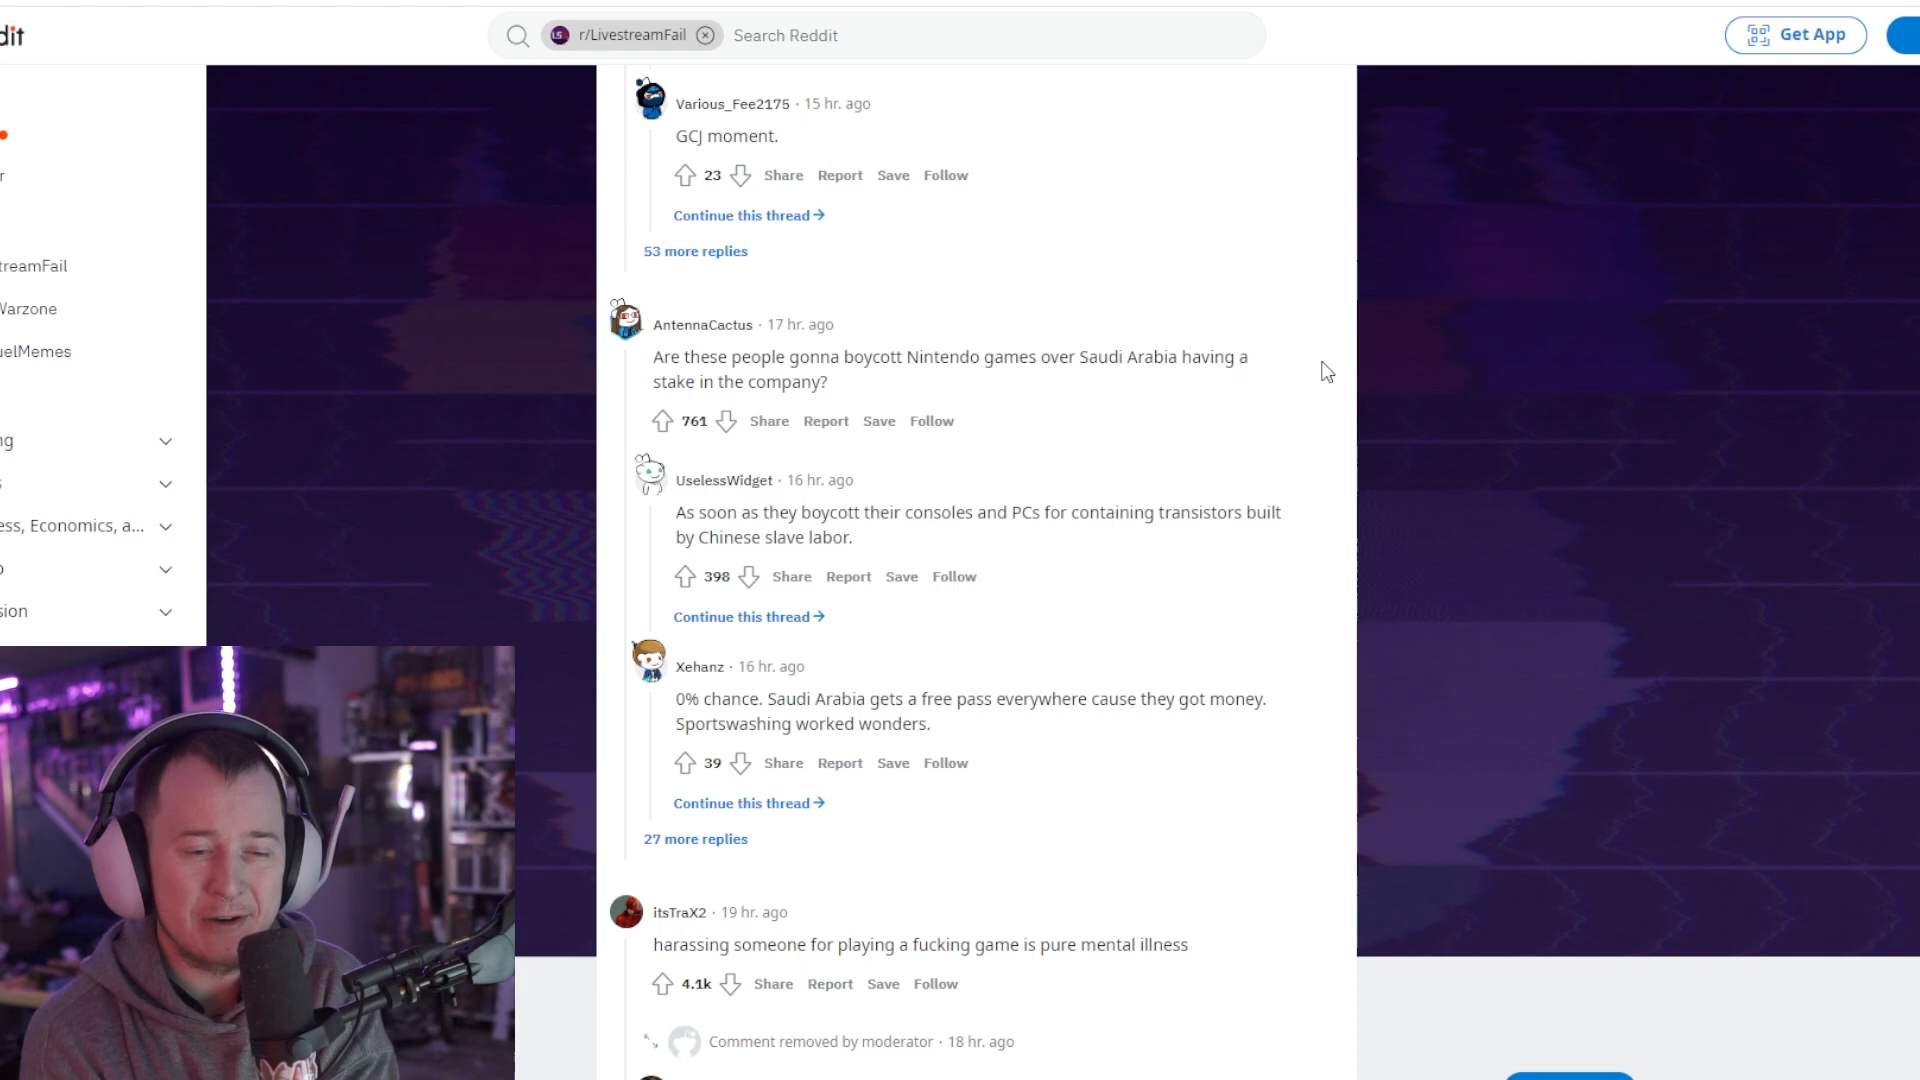 dit
r/LivestreamFail
Search Reddit
Get App
Various_Fee2175 · 15 hr. ago
GCJ moment.
23 Share Report Save Follow
Continue this thread
53 more replies
r
treamFail
Warzone
uelMemes
AntennaCactus · 17 hr. ago
Are these people gonna boycott Nintendo games over Saudi Arabia having a
stake in the company?
761 Share Report Save Follow
ng
s
ess, Economics, a...
o
sion
UselessWidget · 16 hr. ago
As soon as they boycott their consoles and PCs for containing transistors built
by Chinese slave labor.
398 Share Report Save Follow
Continue this thread
Xehanz · 16 hr. ago
0% chance. Saudi Arabia gets a free pass everywhere cause they got money.
Sportswashing worked wonders.
39 Share Report Save Follow
Continue this thread
27 more replies
itsTraX2 · 19 hr. ago
harassing someone for playing a fucking game is pure mental illness
4.1k Share Report Save Follow
Comment removed by moderator · 18 hr. ago